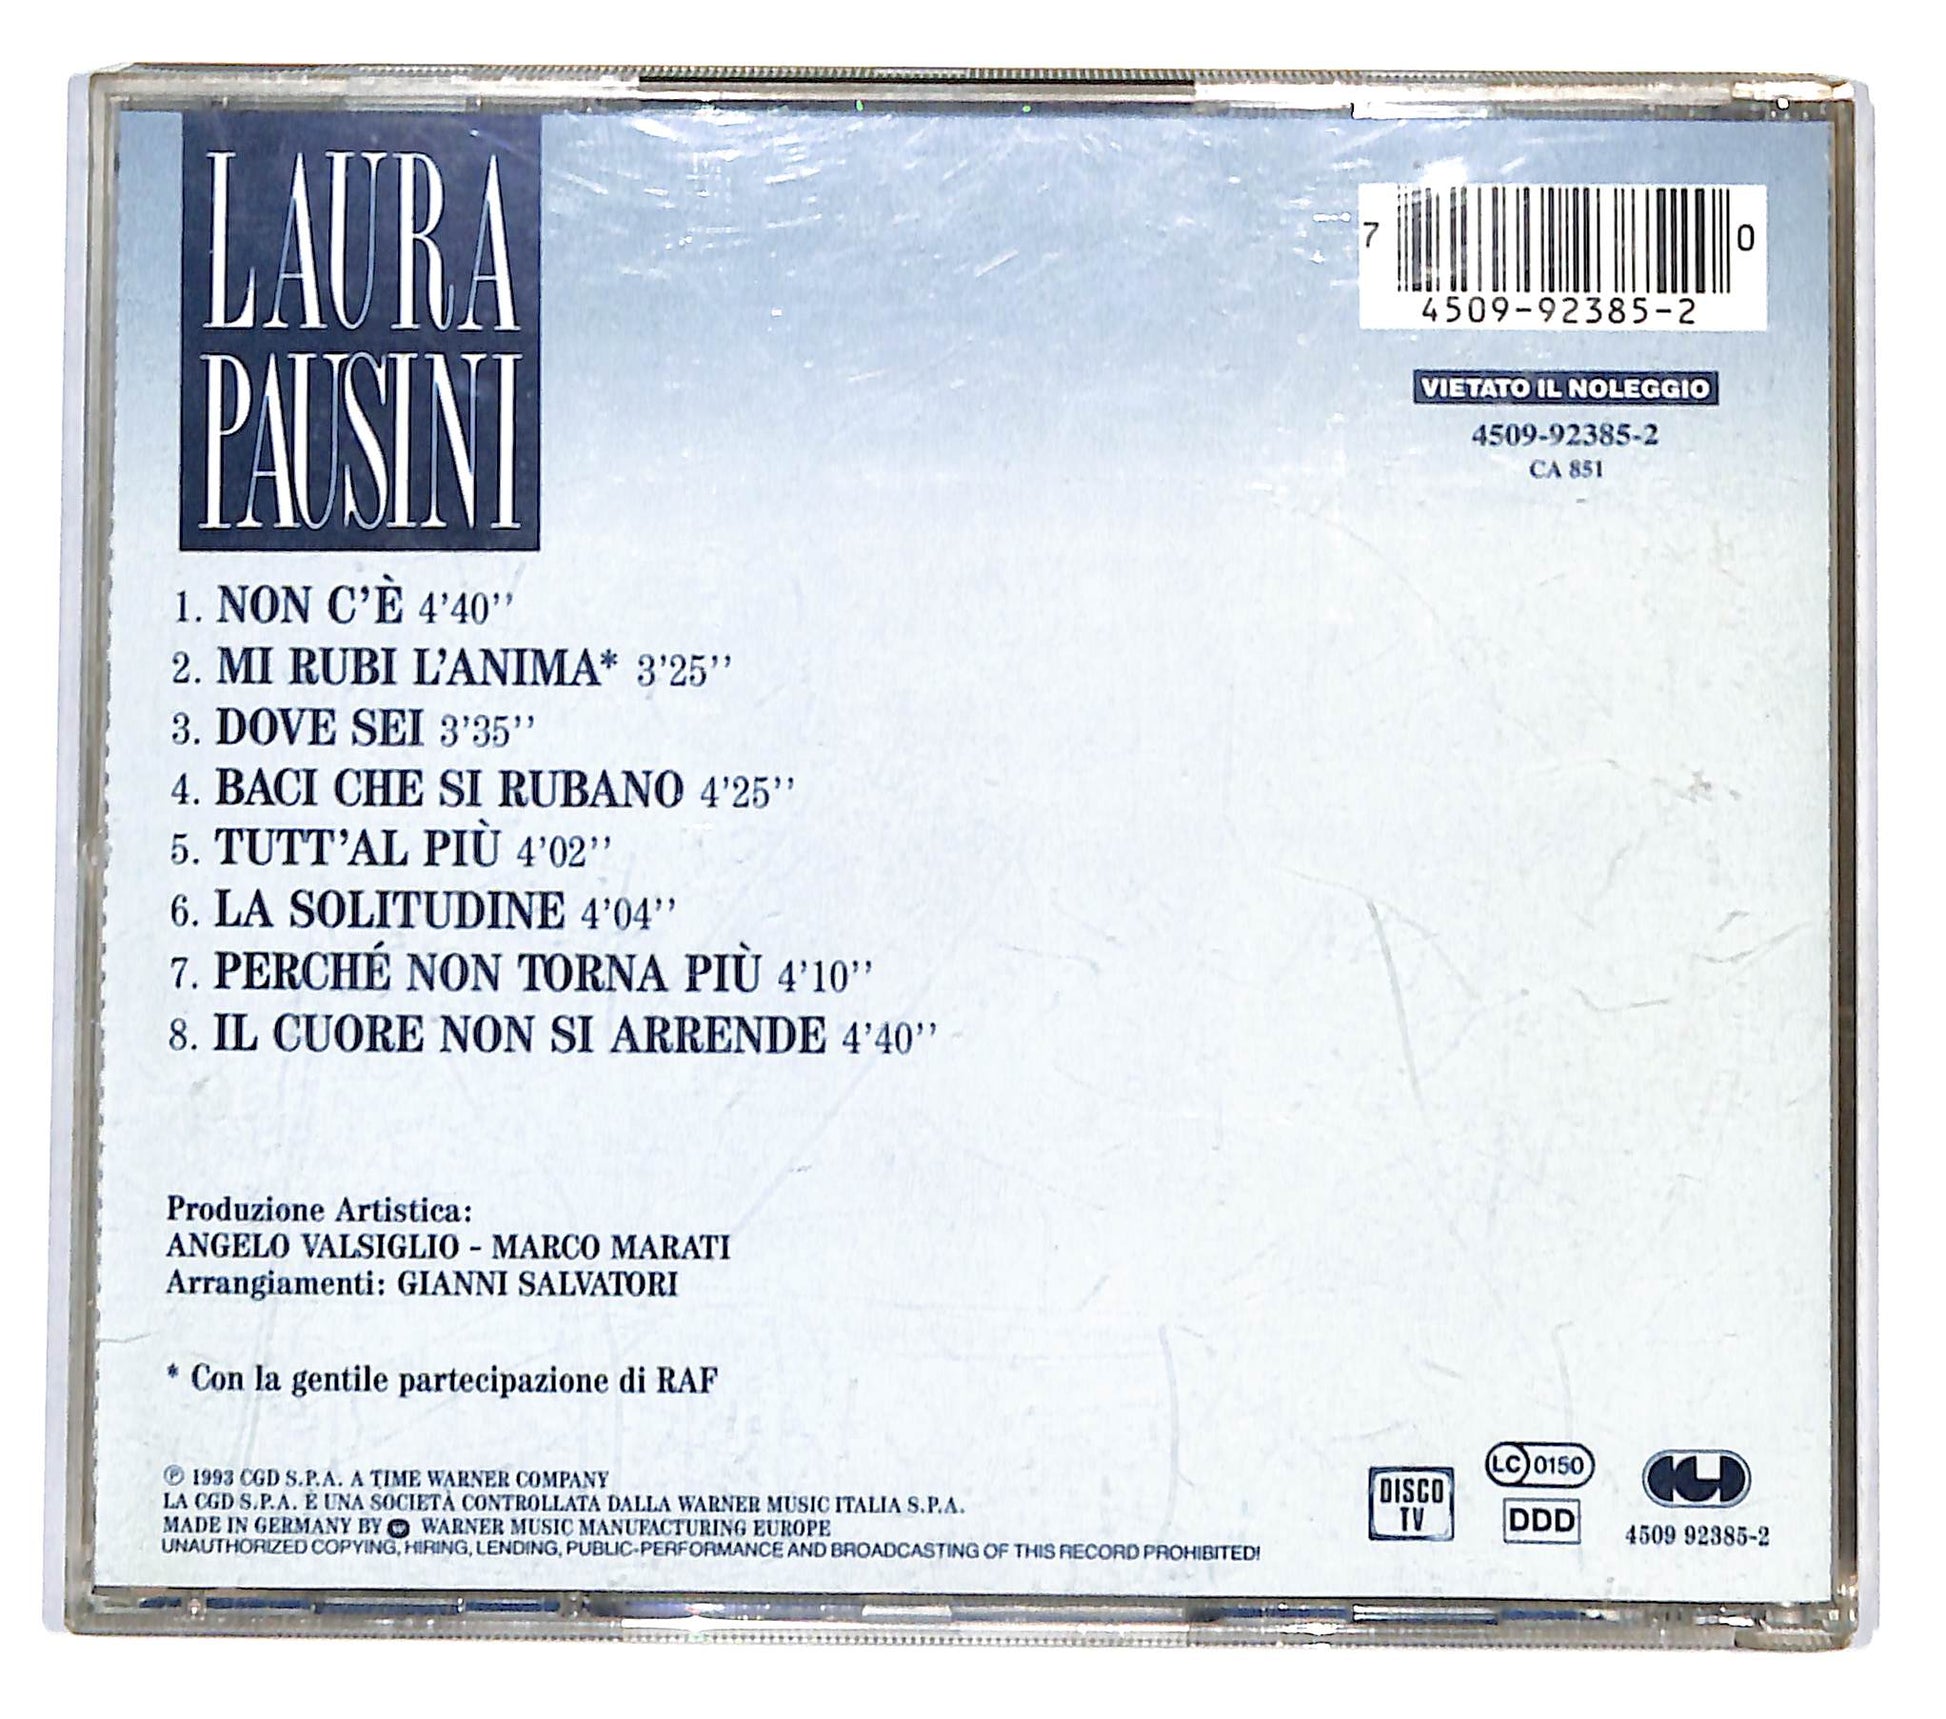 LAURA
PAUSINI
7 0
4509-92385-2
VIETATO IL NOLEGGIO
4509-92385-2
CA 851
1. NON C'È 4'40''
2. MI RUBI L'ANIMA* 3'25''
3. DOVE SEI 3'35''
4. BACI CHE SI RUBANO 4'25''
5. TUTT'AL PIÙ 4'02''
6. LA SOLITUDINE 4'04''
7. PERCHÉ NON TORNA PIÙ 4'10''
8. IL CUORE NON SI ARRENDE 4'40''
Produzione Artistica:
ANGELO VALSIGLIO - MARCO MARATI
Arrangiamenti: GIANNI SALVATORI
* Con la gentile partecipazione di RAF
℗ 1993 CGD S.P.A. A TIME WARNER COMPANY
LA CGD S.P.A. È UNA SOCIETÀ CONTROLLATA DALLA WARNER MUSIC ITALIA S.P.A.
MADE IN GERMANY BY WARNER MUSIC MANUFACTURING EUROPE
UNAUTHORIZED COPYING, HIRING, LENDING, PUBLIC-PERFORMANCE AND BROADCASTING OF THIS RECORD PROHIBITED!
DISCO
TV
LC 0150
DDD
4509 92385-2